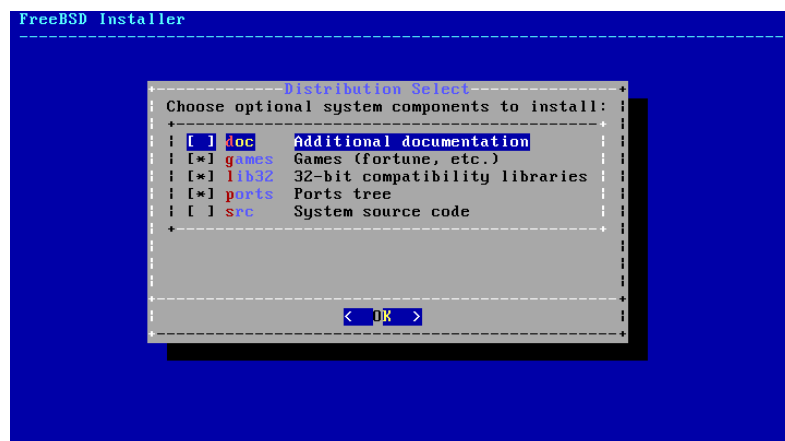 FreeBSD Installer
Distribution Select
Choose optional system components to install:
[ ] doc Additional documentation
[*] games Games (fortune, etc.)
[*] lib32 32-bit compatibility libraries
[*] ports Ports tree
[ ] src System source code
< OK >